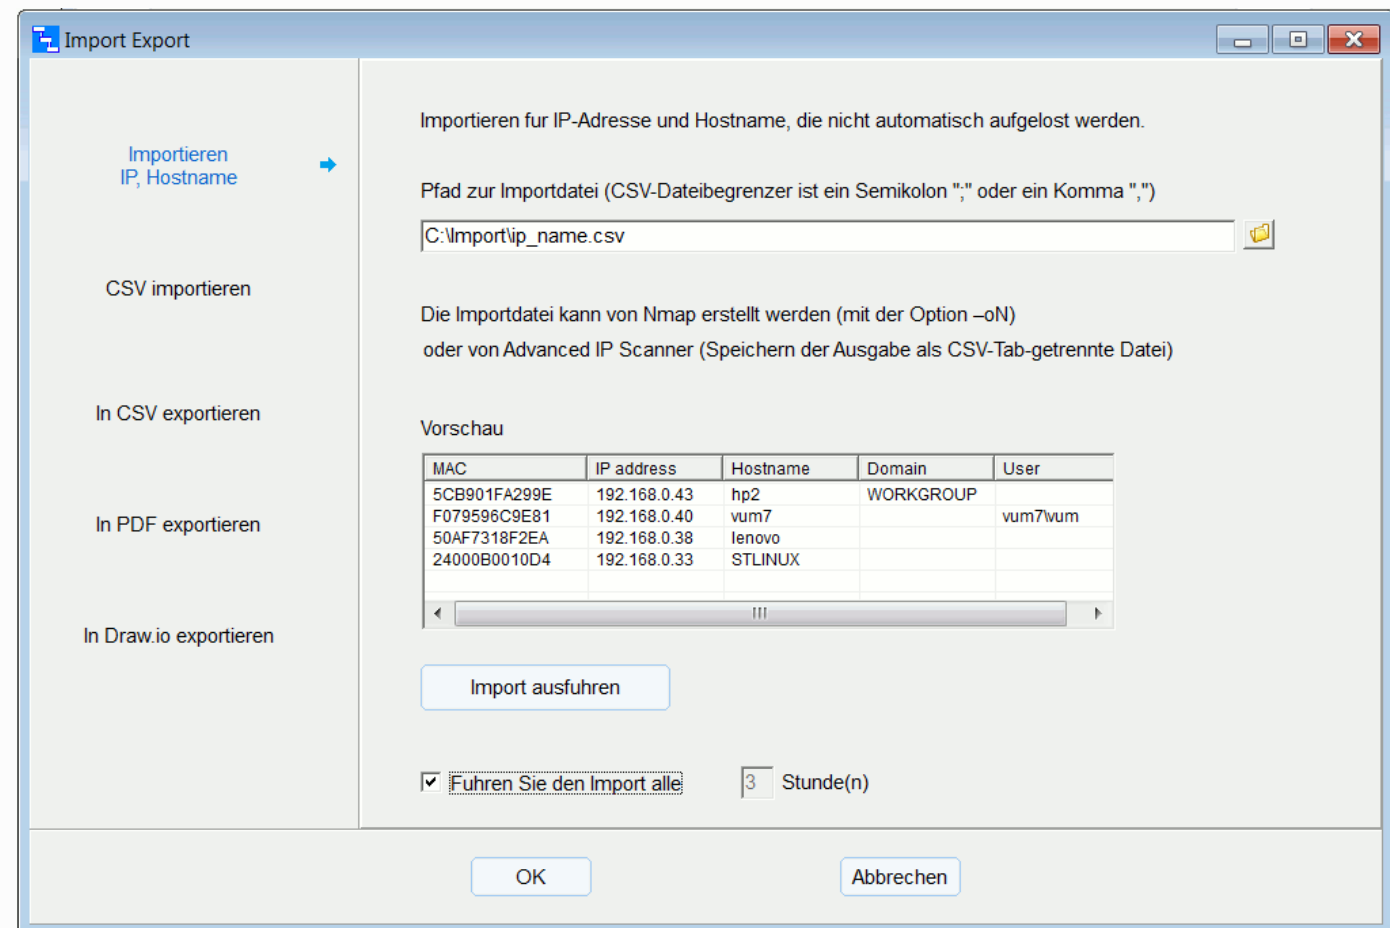 Import Export
Importieren
IP, Hostname
CSV importieren
In CSV exportieren
In PDF exportieren
In Draw.io exportieren
Importieren fur IP-Adresse und Hostname, die nicht automatisch aufgelost werden.
Pfad zur Importdatei (CSV-Dateibegrenzer ist ein Semikolon ";" oder ein Komma ",")
C:\Import\ip_name.csv
Die Importdatei kann von Nmap erstellt werden (mit der Option –oN)
oder von Advanced IP Scanner (Speichern der Ausgabe als CSV-Tab-getrennte Datei)
Vorschau
MAC IP address Hostname Domain User
5CB901FA299E 192.168.0.43 hp2 WORKGROUP
F079596C9E81 192.168.0.40 vum7 vum7\vum
50AF7318F2EA 192.168.0.38 lenovo
24000B0010D4 192.168.0.33 STLINUX
Import ausfuhren
Fuhren Sie den Import alle 3 Stunde(n)
OK Abbrechen